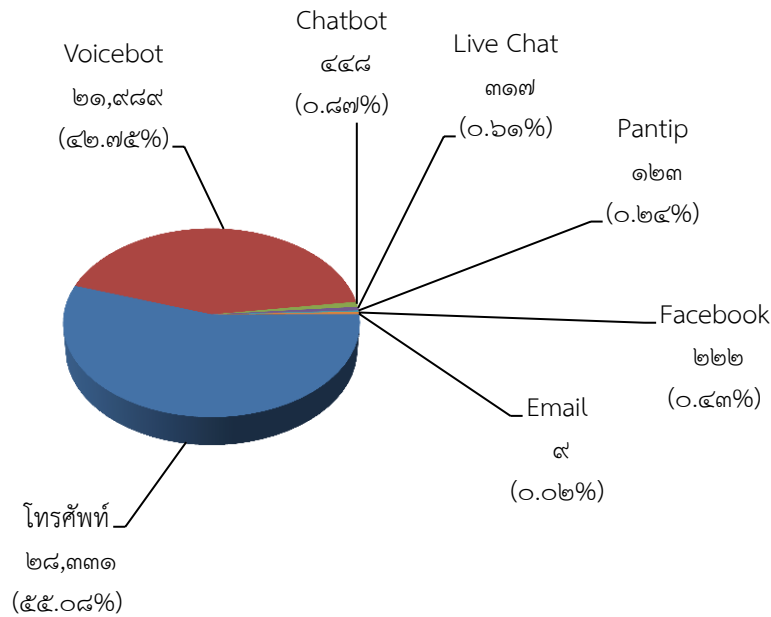 Chatbot
๔๔๘
(๐.๘๗%)
Live Chat
๓๑๗
(๐.๖๑%)
Voicebot
๒๑,๙๘๙
(๔๒.๗๕%)
Pantip
๑๒๓
(๐.๒๔%)
Facebook
๒๒๒
(๐.๔๓%)
Email
๙
(๐.๐๒%)
โทรศัพท์
๒๘,๓๓๑
(๕๕.๐๘%)